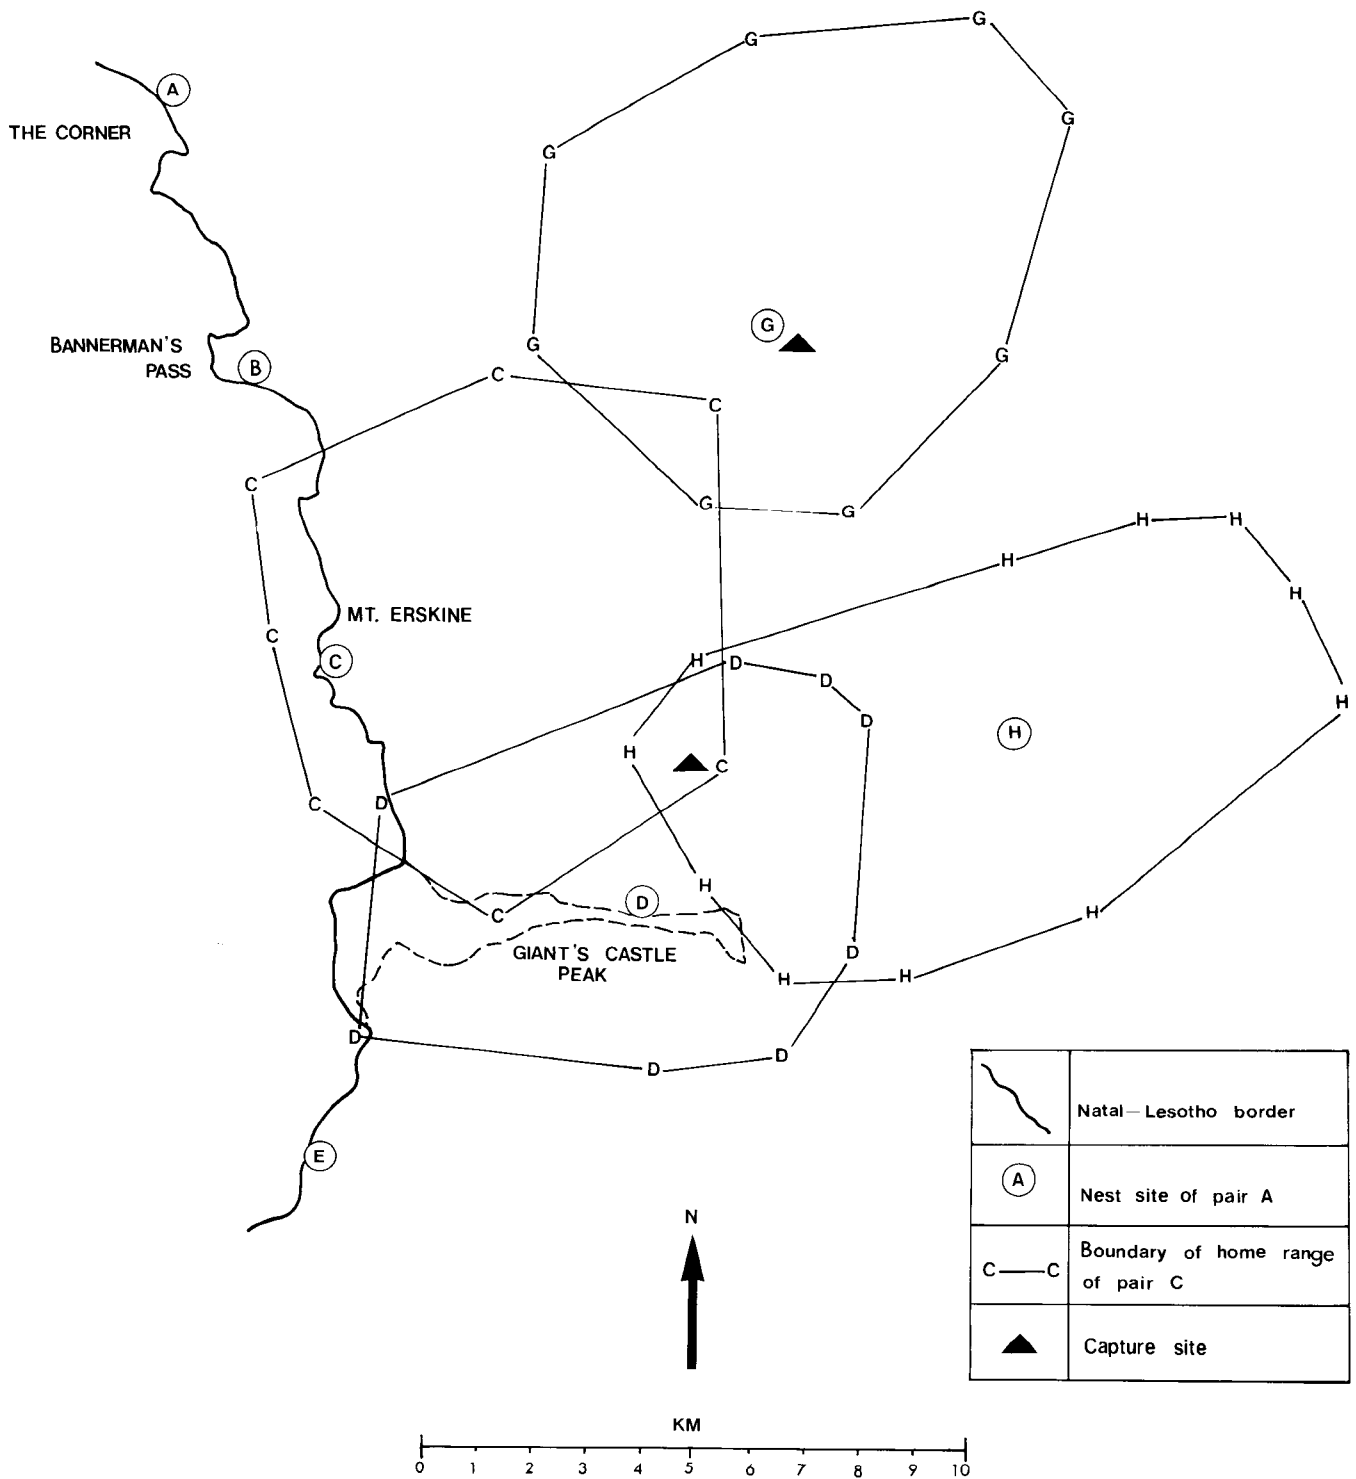 G
G
A
THE CORNER
G
G
G
BANNERMAN'S
PASS
B
G
G
C
C
C
G
G
H
H
H
H
MT. ERSKINE
C
C
H
D
D
D
H
H
H
C
C
D
H
D
H
C
GIANT'S CASTLE
PEAK
D
H
H
D
D
D
E
Natal—Lesotho border
A
Nest site of pair A
C—C
Boundary of home range
of pair C
Capture site
N
KM
0 1 2 3 4 5 6 7 8 9 10